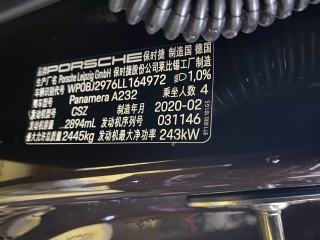 品牌 PORSCHE 保时捷 制造国 德国
生产厂名 Porsche Leipzig GmbH 保时捷股份公司莱比锡工厂制造
车辆识别代号 WP0BJ2976LL164972 1,0%
车辆型号 Panamera A232 乘坐人数 4
发动机型号 CSZ 制造年月 2020-02
发动机排量 2894mL 发动机序列号 031146
最大允许总质量 2445kg 发动机最大净功率 243kW